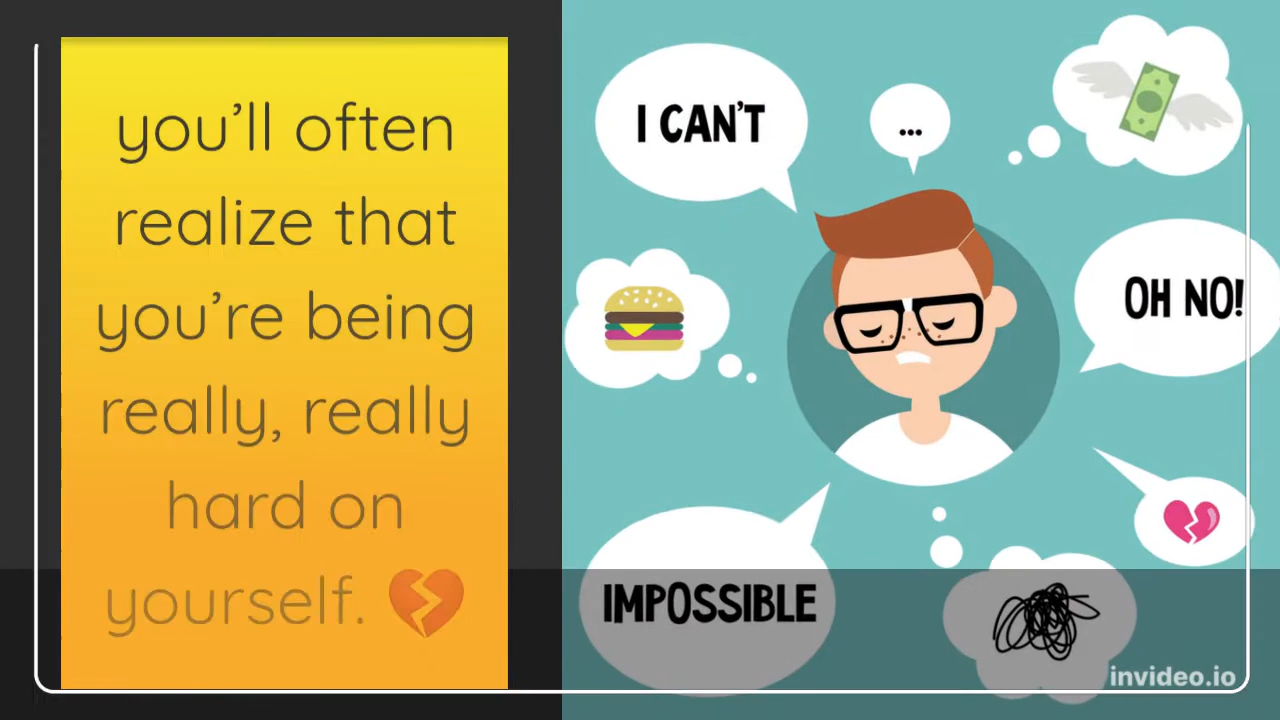 you’ll often
realize that
you’re being
really, really
hard on
yourself. 💔
I CAN’T
...
OH NO!
IMPOSSIBLE
invideo.io